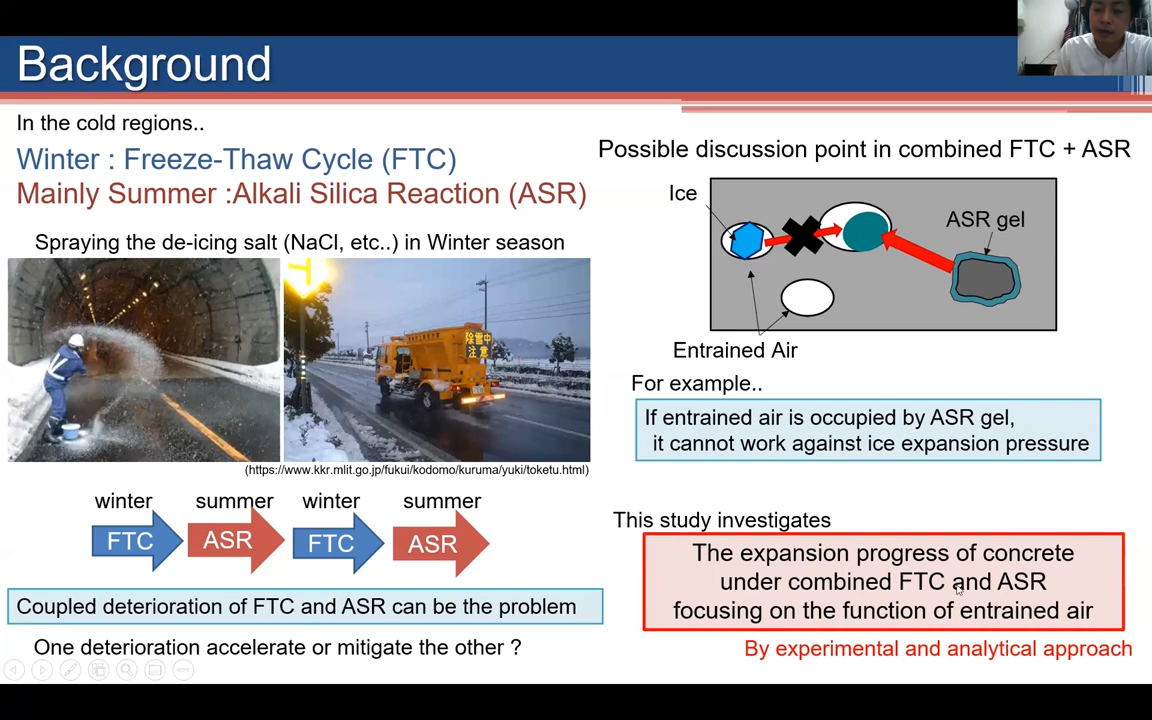 Background
In the cold regions..
Winter : Freeze-Thaw Cycle (FTC)
Mainly Summer :Alkali Silica Reaction (ASR)
Spraying the de-icing salt (NaCl, etc..) in Winter season
除雪中
注意
(https://www.kkr.mlit.go.jp/fukui/kodomo/kuruma/yuki/toketu.html)
winter summer winter summer
FTC ASR FTC ASR
Coupled deterioration of FTC and ASR can be the problem
One deterioration accelerate or mitigate the other ?
Possible discussion point in combined FTC + ASR
Ice
ASR gel
Entrained Air
For example..
If entrained air is occupied by ASR gel,
it cannot work against ice expansion pressure
This study investigates
The expansion progress of concrete
under combined FTC and ASR
focusing on the function of entrained air
By experimental and analytical approach